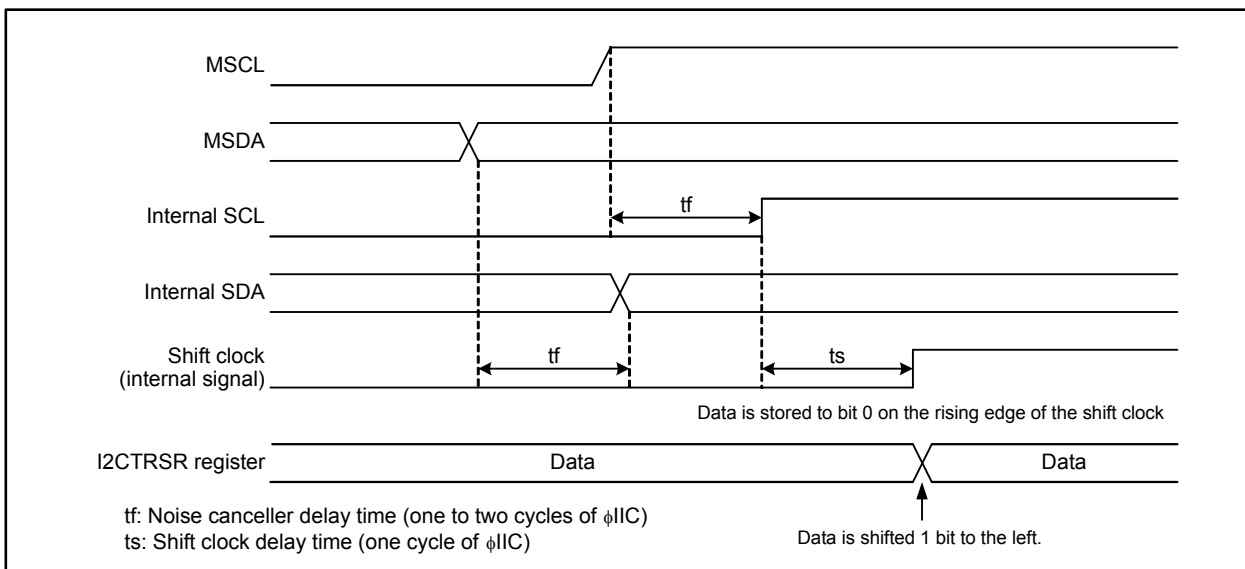 MSCL
MSDA
Internal SCL
tf
Internal SDA
Shift clock
(internal signal)
tf
ts
Data is stored to bit 0 on the rising edge of the shift clock
I2CTRSR register
Data
Data
tf: Noise canceller delay time (one to two cycles of ϕIIC)
ts: Shift clock delay time (one cycle of ϕIIC)
Data is shifted 1 bit to the left.